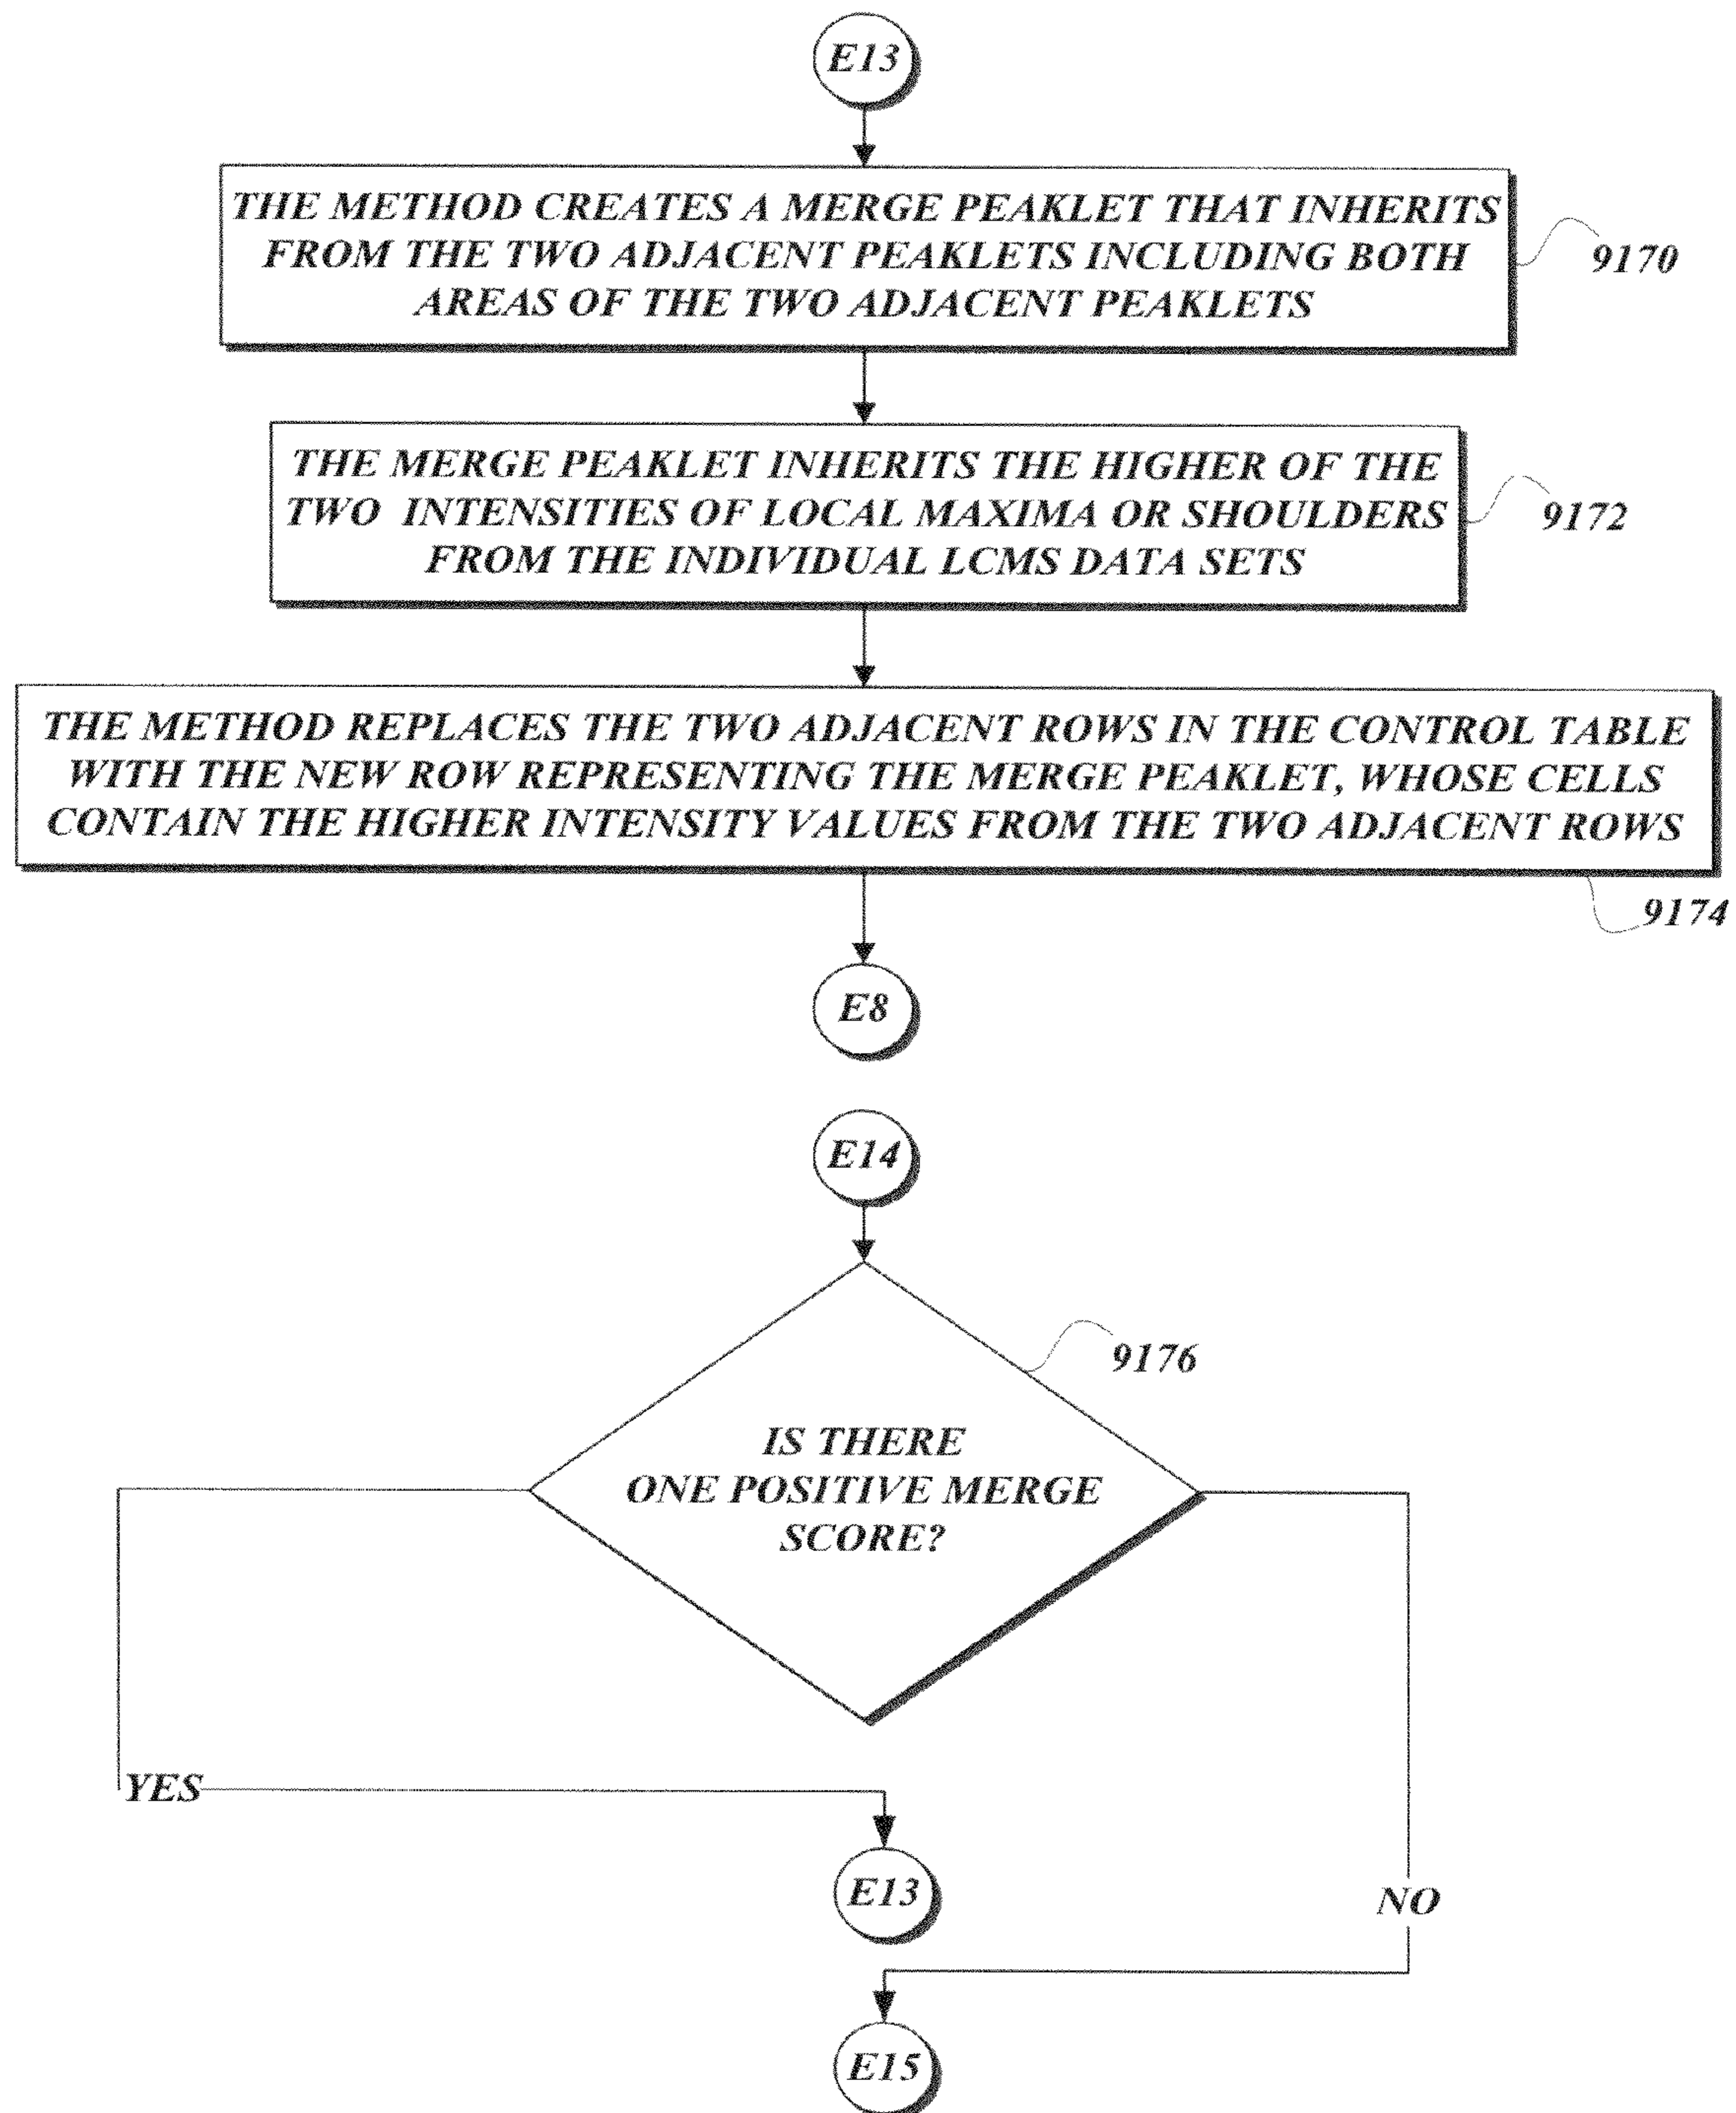 E13
THE METHOD CREATES A MERGE PEAKLET THAT INHERITS
FROM THE TWO ADJACENT PEAKLETS INCLUDING BOTH
AREAS OF THE TWO ADJACENT PEAKLETS
9170
THE MERGE PEAKLET INHERITS THE HIGHER OF THE
TWO INTENSITIES OF LOCAL MAXIMA OR SHOULDERS
FROM THE INDIVIDUAL LCMS DATA SETS
9172
THE METHOD REPLACES THE TWO ADJACENT ROWS IN THE CONTROL TABLE
WITH THE NEW ROW REPRESENTING THE MERGE PEAKLET, WHOSE CELLS
CONTAIN THE HIGHER INTENSITY VALUES FROM THE TWO ADJACENT ROWS
9174
E8
E14
9176
IS THERE
ONE POSITIVE MERGE
SCORE?
YES
E13
NO
E15